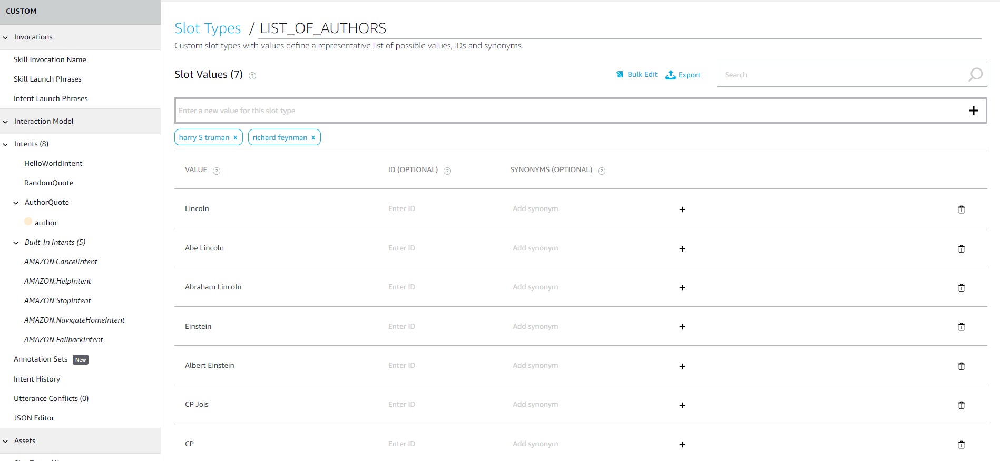 CUSTOM
Invocations
Skill Invocation Name
Skill Launch Phrases
Intent Launch Phrases
Interaction Model
Intents (8)
HelloWorldIntent
RandomQuote
AuthorQuote
author
Built-In Intents (5)
AMAZON.CancelIntent
AMAZON.HelpIntent
AMAZON.StopIntent
AMAZON.NavigateHomeIntent
AMAZON.FallbackIntent
Annotation Sets New
Intent History
Utterance Conflicts (0)
JSON Editor
Assets
Slot Types / LIST_OF_AUTHORS
Custom slot types with values define a representative list of possible values, IDs and synonyms.
Slot Values (7) ? Bulk Edit Export Search
Enter a new value for this slot type +
harry S truman x richard feynman x
VALUE ? ID (OPTIONAL) ? SYNONYMS (OPTIONAL) ?
Lincoln Enter ID Add synonym +
Abe Lincoln Enter ID Add synonym +
Abraham Lincoln Enter ID Add synonym +
Einstein Enter ID Add synonym +
Albert Einstein Enter ID Add synonym +
CP Jois Enter ID Add synonym +
CP Enter ID Add synonym +